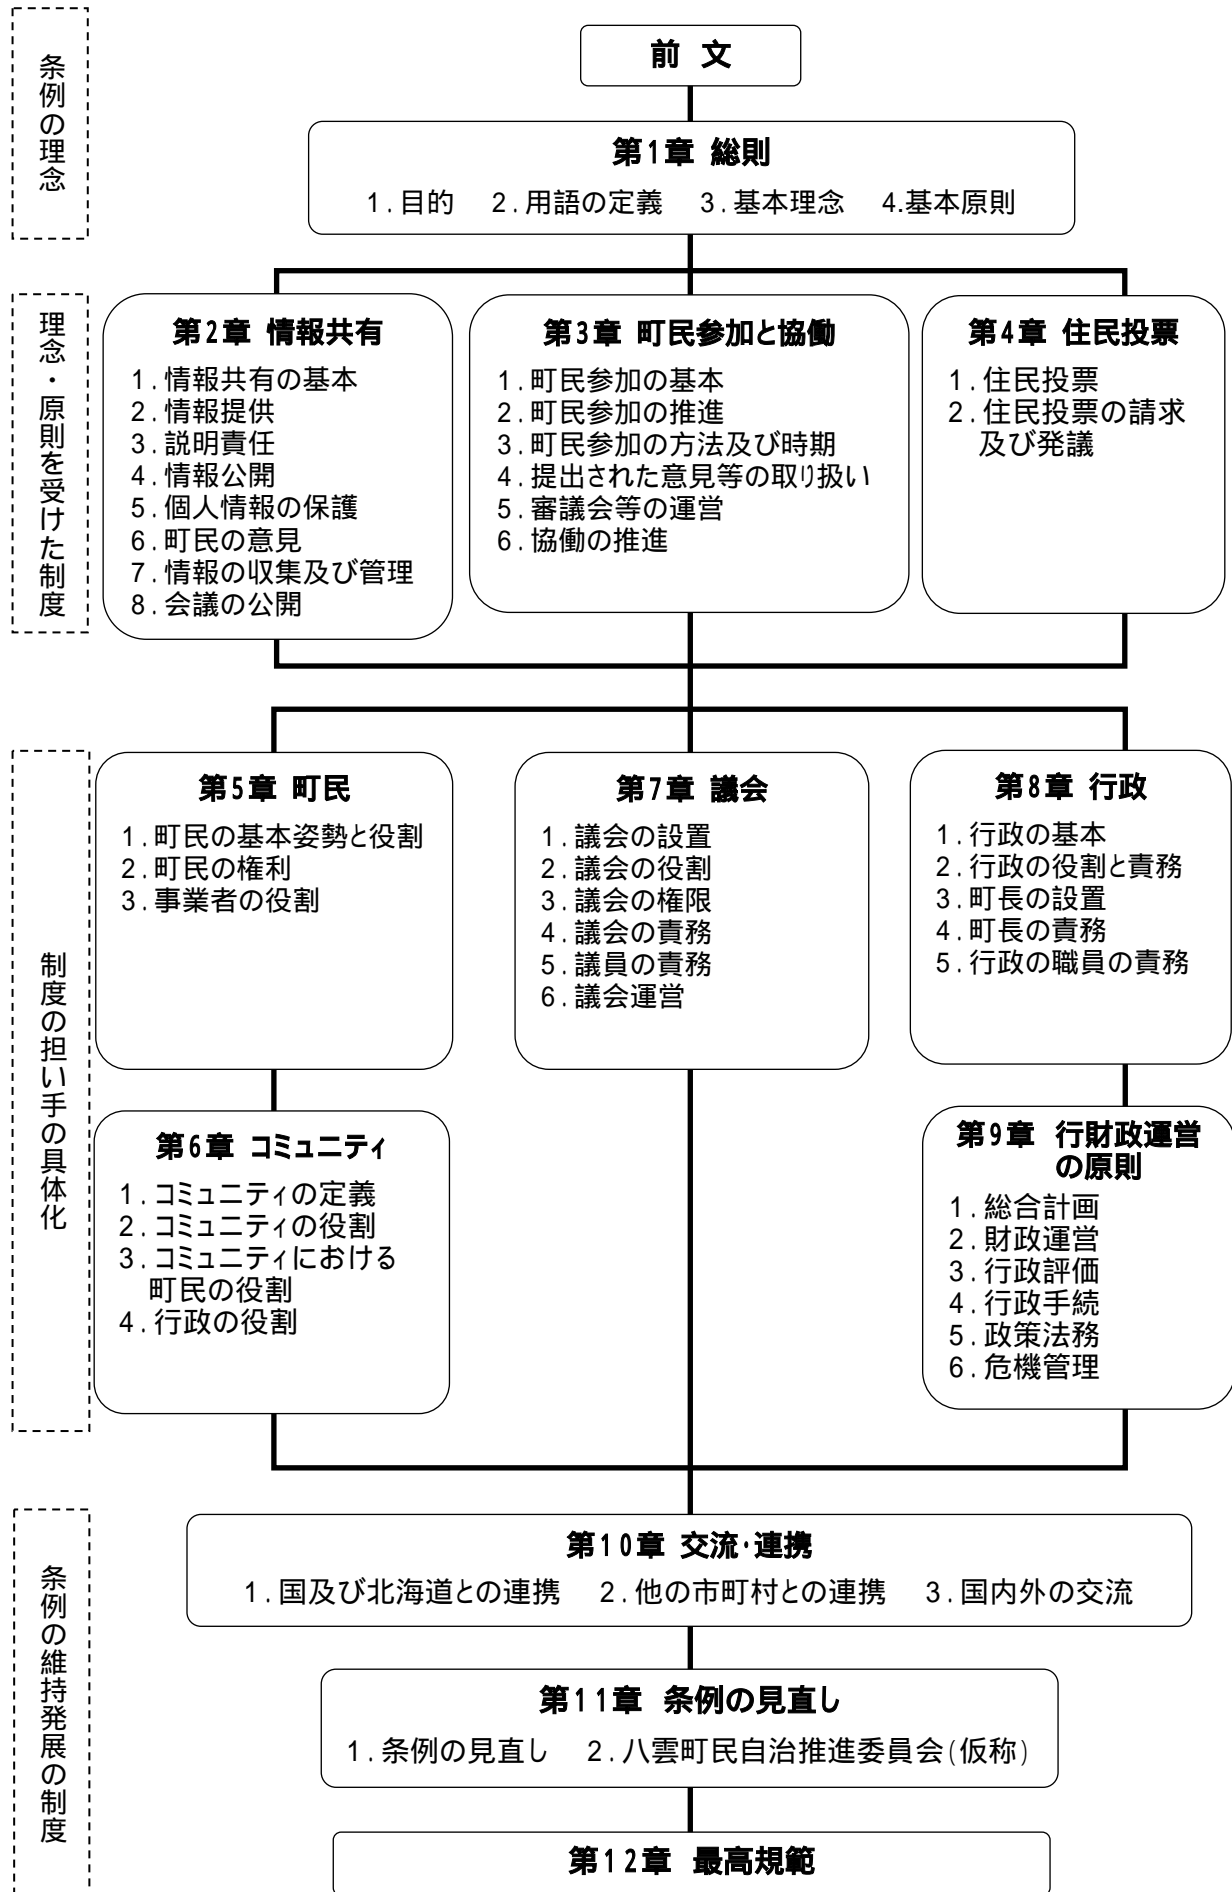 条例の理念
前文
第1章 総則
1.目的 2.用語の定義 3.基本理念 4.基本原則
理念・原則を受けた制度
第2章 情報共有
1.情報共有の基本
2.情報提供
3.説明責任
4.情報公開
5.個人情報の保護
6.町民の意見
7.情報の収集及び管理
8.会議の公開
第3章 町民参加と協働
1.町民参加の基本
2.町民参加の推進
3.町民参加の方法及び時期
4.提出された意見等の取り扱い
5.審議会等の運営
6.協働の推進
第4章 住民投票
1.住民投票
2.住民投票の請求
及び発議
制度の担い手の具体化
第5章 町民
1.町民の基本姿勢と役割
2.町民の権利
3.事業者の役割
第7章 議会
1.議会の設置
2.議会の役割
3.議会の権限
4.議会の責務
5.議員の責務
6.議会運営
第8章 行政
1.行政の基本
2.行政の役割と責務
3.町長の設置
4.町長の責務
5.行政の職員の責務
第6章 コミュニティ
1.コミュニティの定義
2.コミュニティの役割
3.コミュニティにおける
町民の役割
4.行政の役割
第9章 行財政運営
の原則
1.総合計画
2.財政運営
3.行政評価
4.行政手続
5.政策法務
6.危機管理
条例の維持発展の制度
第10章 交流・連携
1.国及び北海道との連携 2.他の市町村との連携 3.国内外の交流
第11章 条例の見直し
1.条例の見直し 2.八雲町民自治推進委員会(仮称)
第12章 最高規範